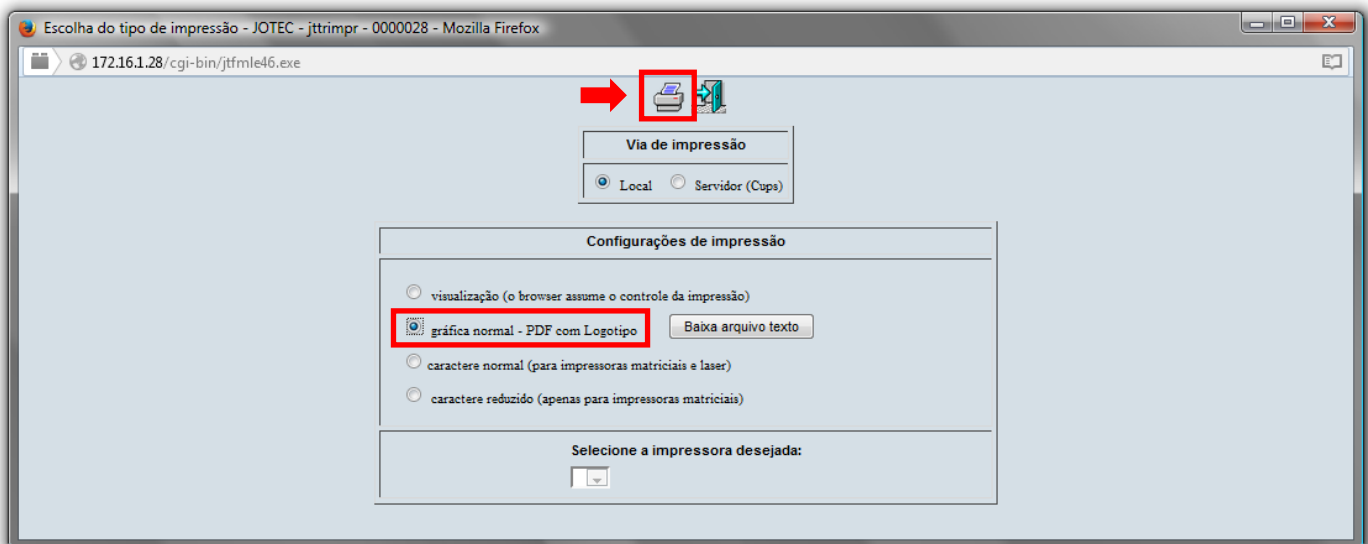 Escolha do tipo de impressão - JOTEC - jttrimpr - 0000028 - Mozilla Firefox
172.16.1.28/cgi-bin/jtfmle46.exe
Via de impressão
Local Servidor (Cups)
Configurações de impressão
visualização (o browser assume o controle da impressão)
gráfica normal - PDF com Logotipo Baixa arquivo texto
caractere normal (para impressoras matriciais e laser)
caractere reduzido (apenas para impressoras matriciais)
Selecione a impressora desejada: